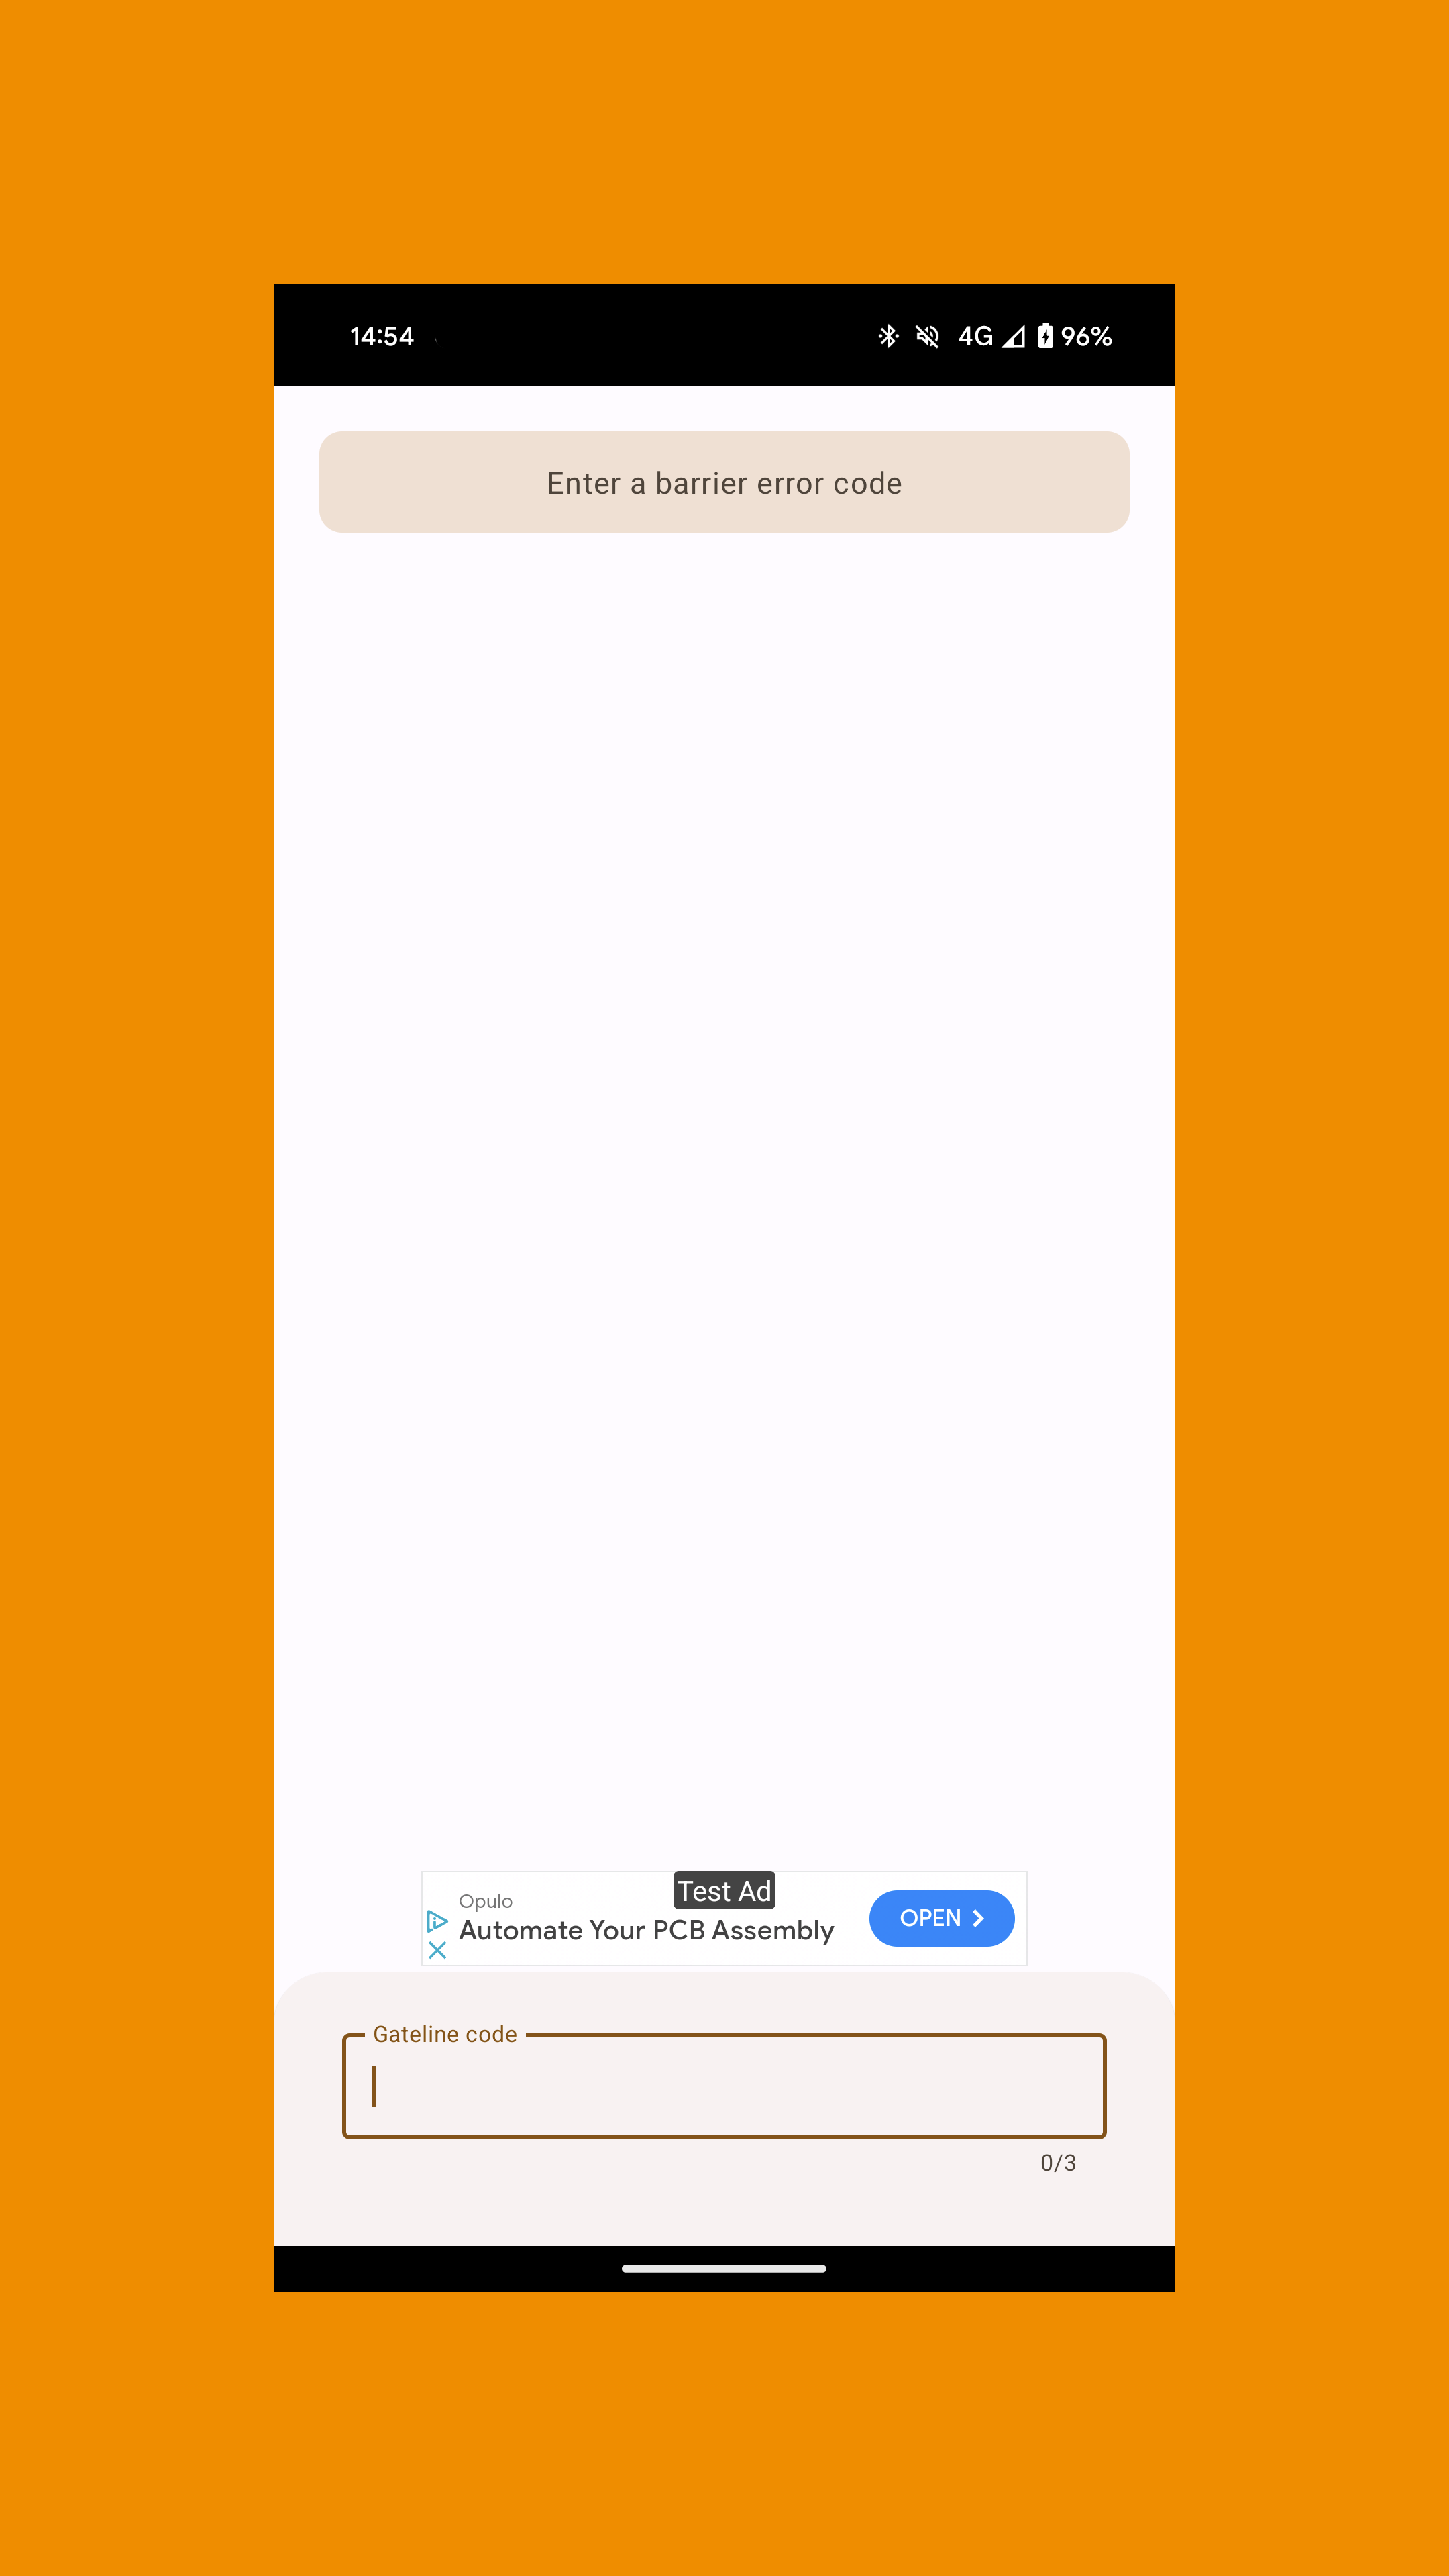 14:54 4G 96%
Enter a barrier error code
Test Ad
Opulo
Automate Your PCB Assembly
OPEN
Gateline code
0/3